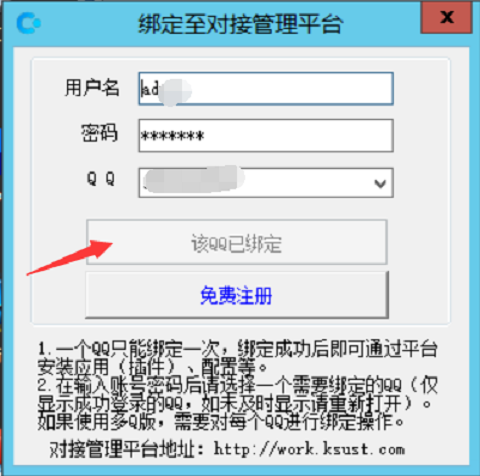 绑定至对接管理平台
x
用户名
ad
密码
*******
Q Q
该QQ已绑定
免费注册
1.一个QQ只能绑定一次，绑定成功后即可通过平台
安装应用（插件）、配置等。
2.在输入账号密码后请选择一个需要绑定的QQ（仅
显示成功登录的QQ，如未及时显示请重新打开）。
如果使用多Q版，需要对每个QQ进行绑定操作。
对接管理平台地址：http://work.ksust.com